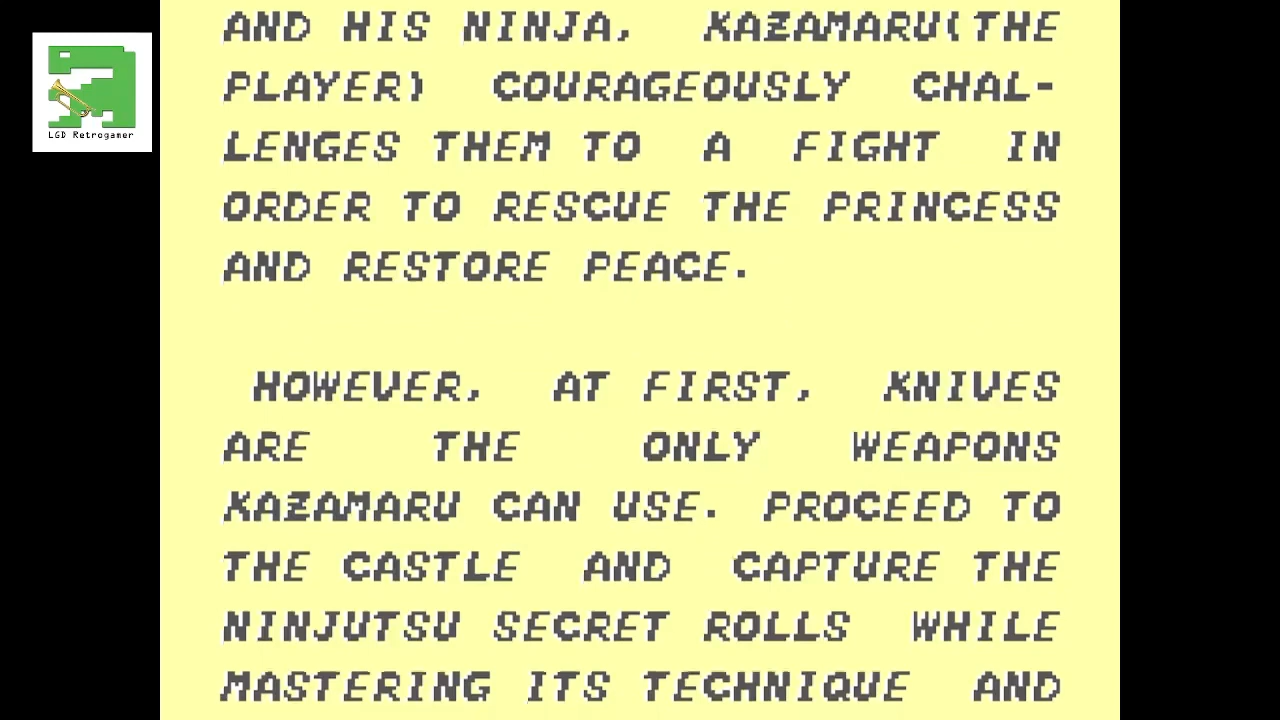 AND HIS NINJA, KAZAMARU(THE
PLAYER) COURAGEOUSLY CHAL-
LENGES THEM TO A FIGHT IN
ORDER TO RESCUE THE PRINCESS
AND RESTORE PEACE.
HOWEVER, AT FIRST, KNIVES
ARE THE ONLY WEAPONS
KAZAMARU CAN USE. PROCEED TO
THE CASTLE AND CAPTURE THE
NINJUTSU SECRET ROLLS WHILE
MASTERING ITS TECHNIQUE AND
LGD Retrogamer